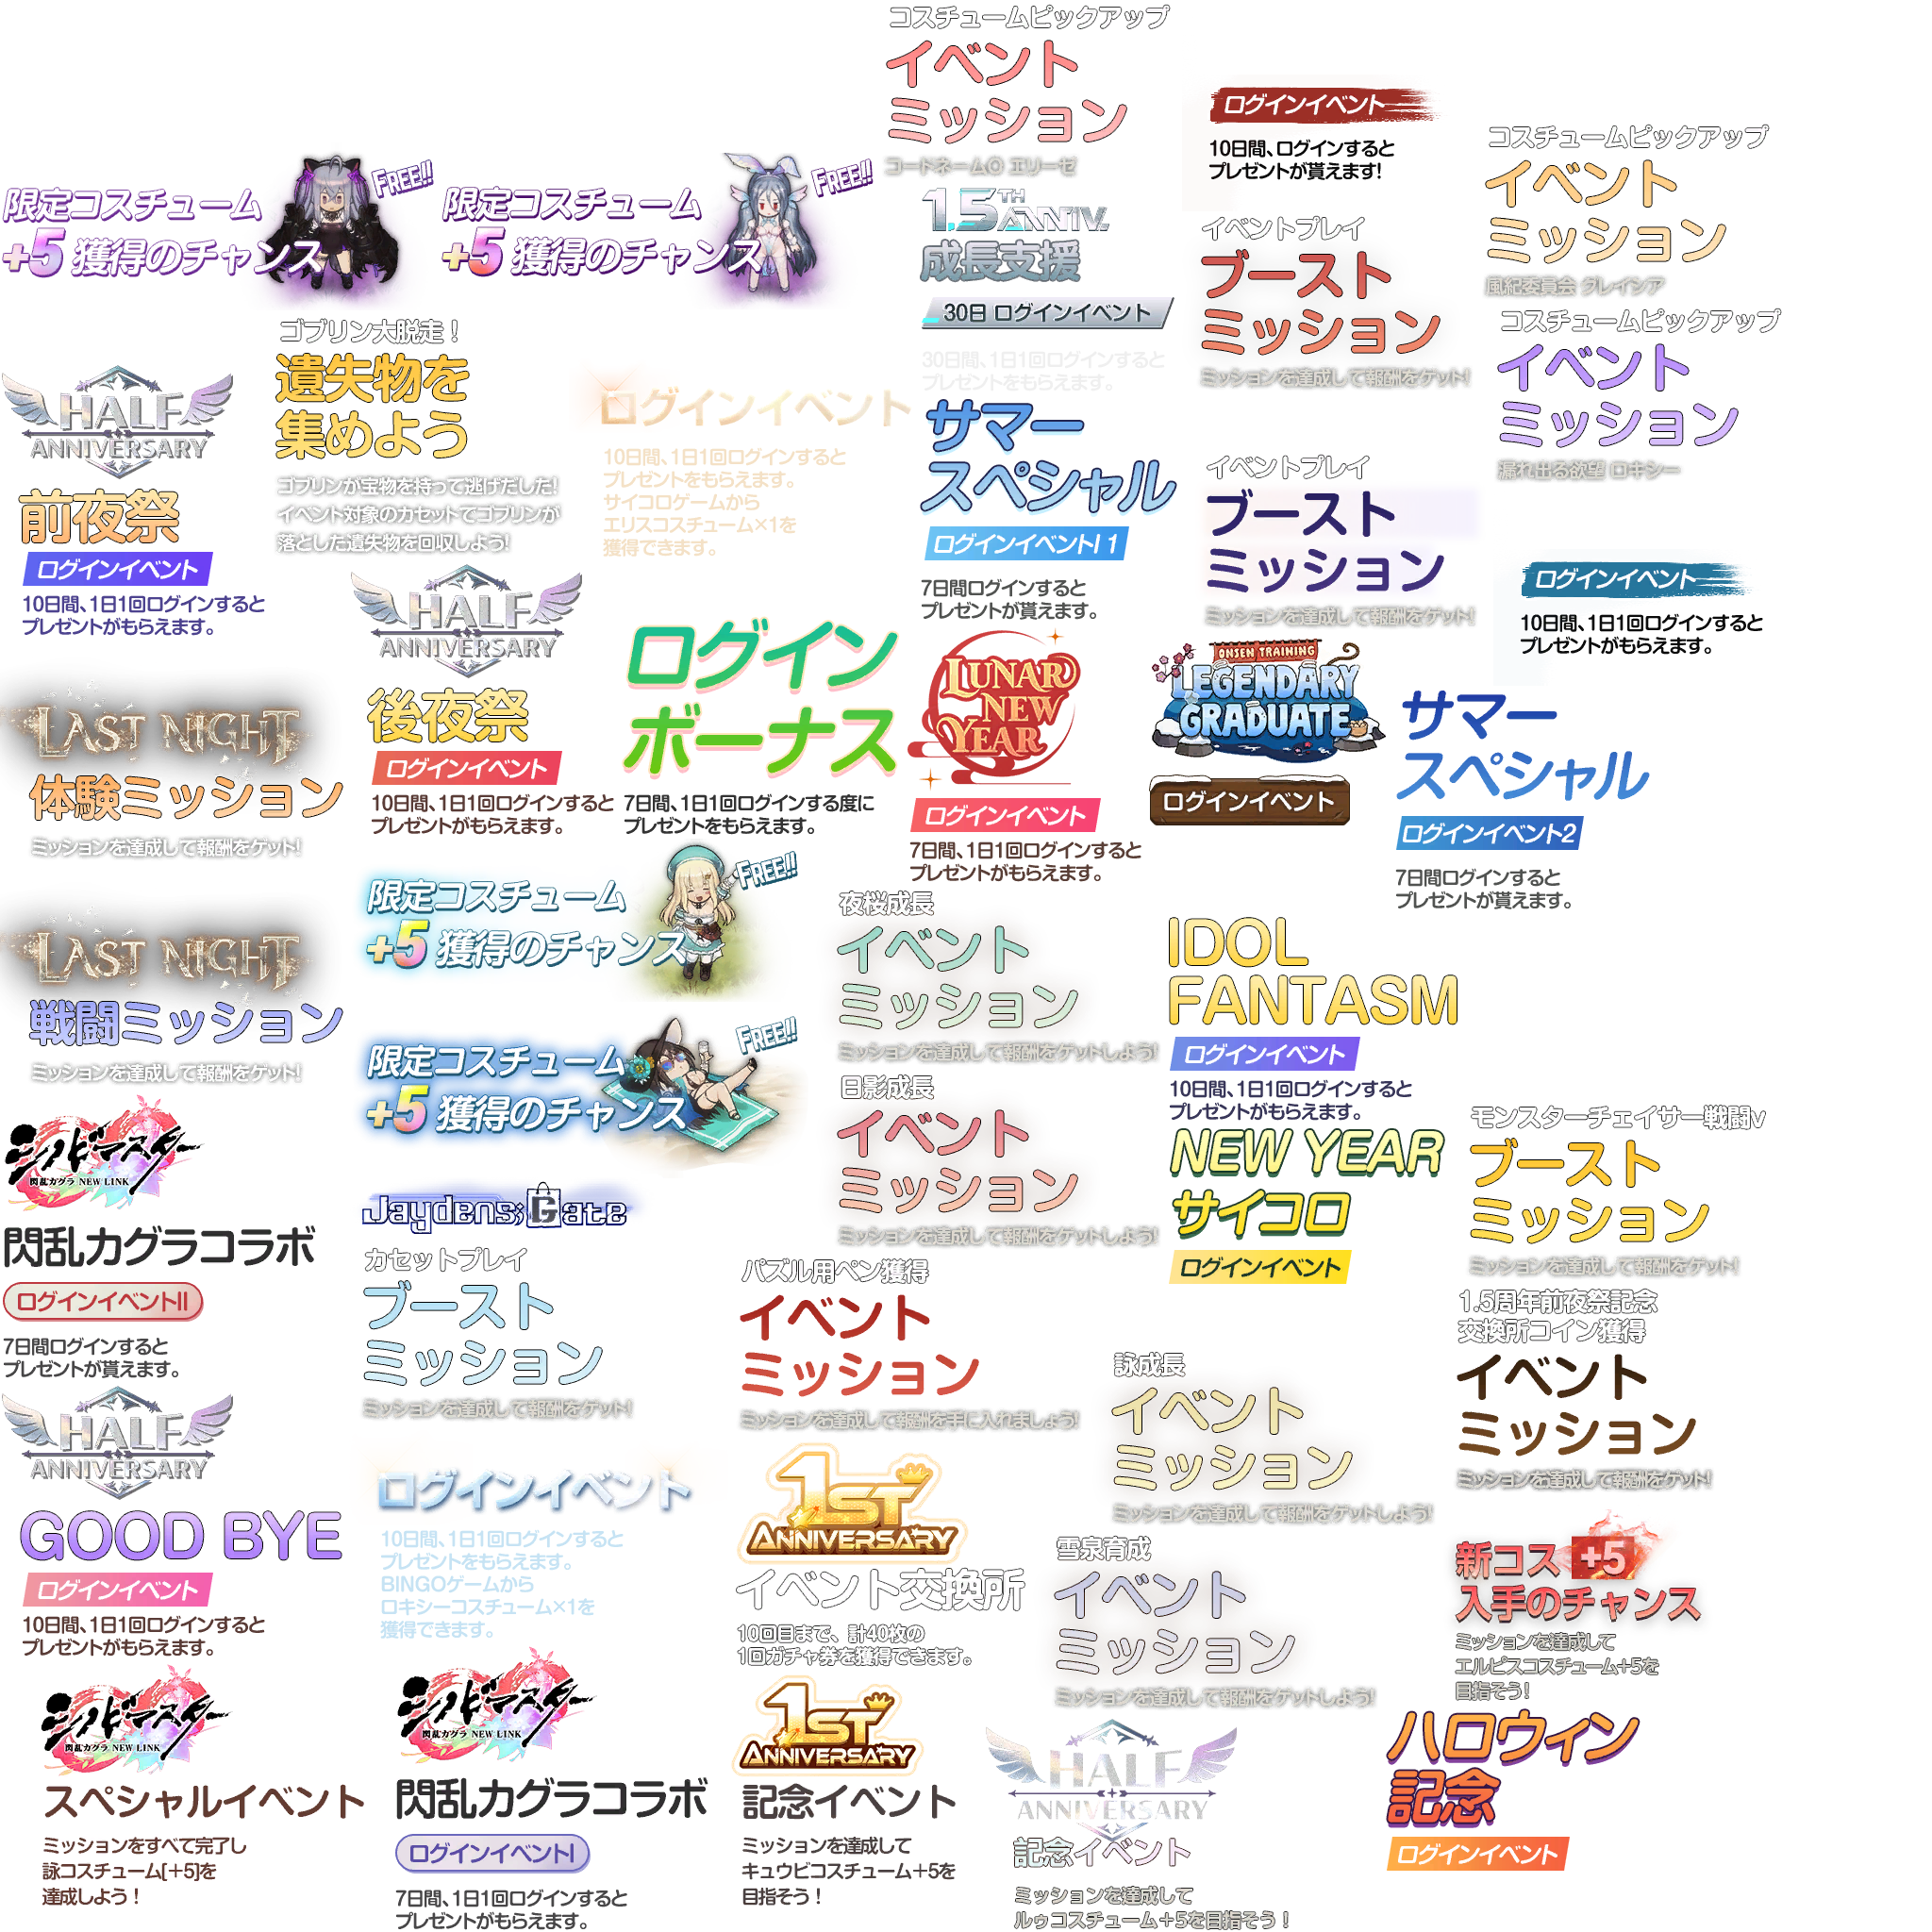 コスチュームピックアップ
イベント
ミッション
コードネームO エリーゼ
限定コスチューム
+5 獲得のチャンス
FREE!!
限定コスチューム
+5 獲得のチャンス
FREE!!
1.5TH ANNIV.
成長支援
30日 ログインイベント
30日間、1日1回ログインすると
プレゼントをもらえます。
ログインイベント
10日間、ログインすると
プレゼントが貰えます!
コスチュームピックアップ
イベント
ミッション
風紀委員会 グレイシア
イベントプレイ
ブースト
ミッション
ミッションを達成して報酬をゲット!
コスチュームピックアップ
イベント
ミッション
漏れ出る欲望 ロキシー
HALF
ANNIVERSARY
前夜祭
ログインイベント
10日間、1日1回ログインすると
プレゼントがもらえます。
ゴブリン大脱走！
遺失物を
集めよう
ゴブリンが宝物を持って逃げだした!
イベント対象のカセットでゴブリンが
落とした遺失物を回収しよう!
ログインイベント
10日間、1日1回ログインすると
プレゼントをもらえます。
サイコロゲームから
エリスコスチューム×1を
獲得できます。
サマー
スペシャル
ログインイベントI 1
7日間ログインすると
プレゼントが貰えます。
イベントプレイ
ブースト
ミッション
ミッションを達成して報酬をゲット!
ログインイベント
10日間、1日1回ログインすると
プレゼントがもらえます。
HALF
ANNIVERSARY
後夜祭
ログインイベント
10日間、1日1回ログインすると
プレゼントがもらえます。
ログイン
ボーナス
7日間、1日1回ログインする度に
プレゼントをもらえます。
LUNAR
NEW
YEAR
ログインイベント
7日間、1日1回ログインすると
プレゼントがもらえます。
ONSEN TRAINING
LEGENDARY
GRADUATE
ログインイベント
サマー
スペシャル
ログインイベント2
7日間ログインすると
プレゼントが貰えます。
LAST NIGHT
体験ミッション
ミッションを達成して報酬をゲット!
LAST NIGHT
戦闘ミッション
ミッションを達成して報酬をゲット!
限定コスチューム
+5 獲得のチャンス
FREE!!
限定コスチューム
+5 獲得のチャンス
FREE!!
夜桜成長
イベント
ミッション
ミッションを達成して報酬をゲットしよう!
日影成長
イベント
ミッション
ミッションを達成して報酬をゲットしよう!
IDOL
FANTASM
ログインイベント
10日間、1日1回ログインすると
プレゼントがもらえます。
NEW YEAR
サイコロ
ログインイベント
モンスターチェイサー戦闘v
ブースト
ミッション
ミッションを達成して報酬をゲット!
シノビマスター
閃乱カグラ NEW LINK
閃乱カグラコラボ
ログインイベントII
7日間ログインすると
プレゼントが貰えます。
Jaydens;Gate
カセットプレイ
ブースト
ミッション
ミッションを達成して報酬をゲット!
パズル用ペン獲得
イベント
ミッション
ミッションを達成して報酬を手に入れましょう!
詠成長
イベント
ミッション
ミッションを達成して報酬をゲットしよう!
1.5周年前夜祭記念
交換所コイン獲得
イベント
ミッション
ミッションを達成して報酬をゲット!
HALF
ANNIVERSARY
GOOD BYE
ログインイベント
10日間、1日1回ログインすると
プレゼントがもらえます。
ログインイベント
10日間、1日1回ログインすると
プレゼントをもらえます。
BINGOゲームから
ロキシーコスチューム×1を
獲得できます。
1ST
ANNIVERSARY
イベント交換所
10回目まで、計40枚の
1回ガチャ券を獲得できます。
雪泉育成
イベント
ミッション
ミッションを達成して報酬をゲットしよう!
新コス +5
入手のチャンス
ミッションを達成して
エルピスコスチューム+5を
目指そう!
シノビマスター
閃乱カグラ NEW LINK
スペシャルイベント
ミッションをすべて完了し
詠コスチューム[+5]を
達成しよう！
シノビマスター
閃乱カグラ NEW LINK
閃乱カグラコラボ
ログインイベントI
7日間、1日1回ログインすると
プレゼントがもらえます。
1ST
ANNIVERSARY
記念イベント
ミッションを達成して
キュウビコスチューム+5を
目指そう！
HALF
ANNIVERSARY
記念イベント
ミッションを達成して
ルゥコスチューム+5を目指そう！
ハロウィン
記念
ログインイベント